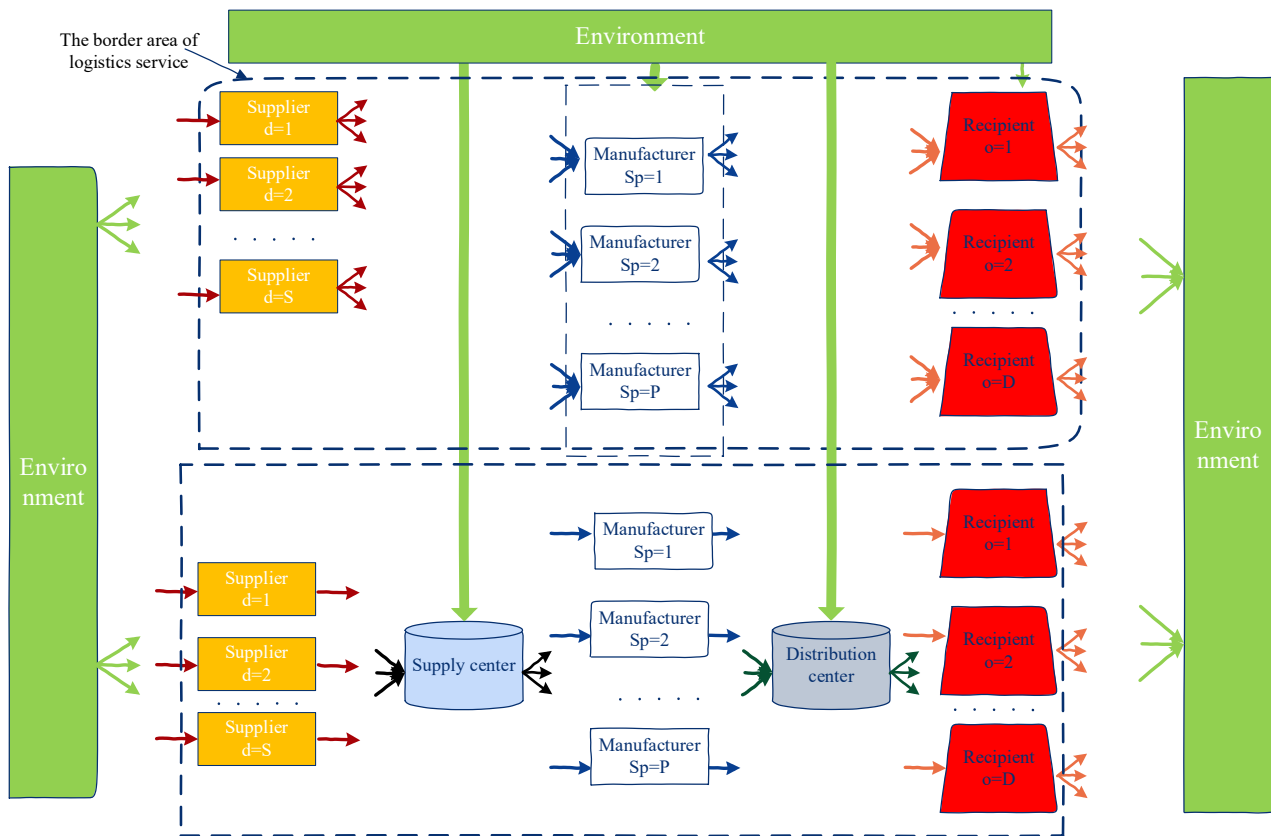 Environment
The border area of
logistics service
Supplier
d=1
Supplier
d=2
. . . . .
Supplier
d=S
Manufacturer
Sp=1
Manufacturer
Sp=2
. . . . .
Manufacturer
Sp=P
Recipient
o=1
Recipient
o=2
. . . . .
Recipient
o=D
Enviro
nment
Enviro
nment
Supplier
d=1
Supplier
d=2
. . . . .
Supplier
d=S
Supply center
Manufacturer
Sp=1
Manufacturer
Sp=2
. . . . .
Manufacturer
Sp=P
Distribution
center
Recipient
o=1
Recipient
o=2
. . . . .
Recipient
o=D